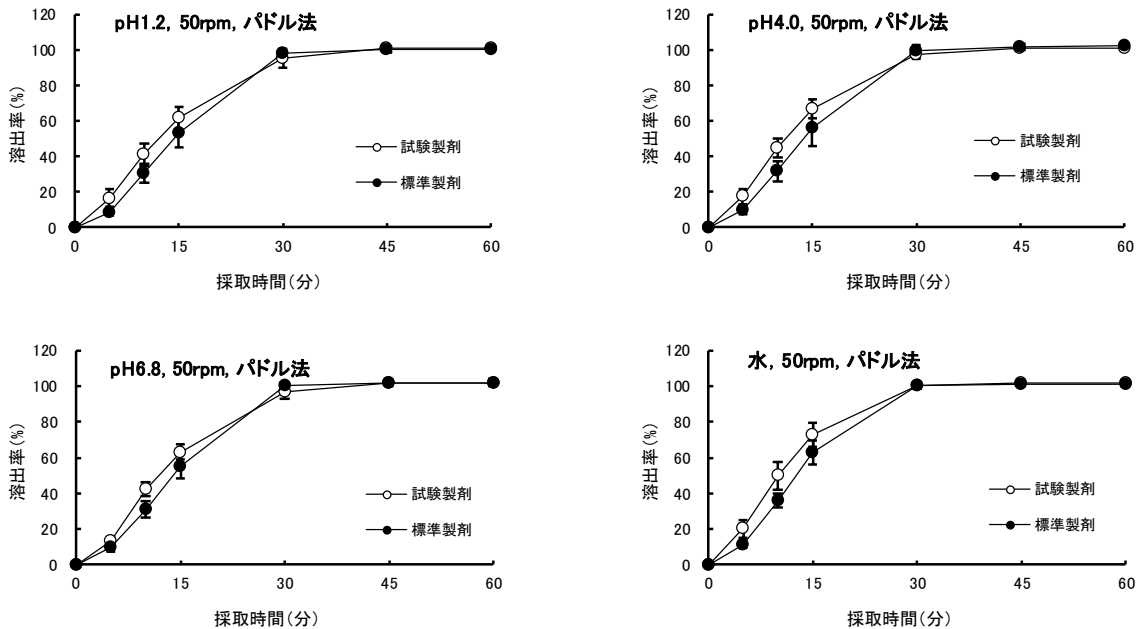 pH1.2, 50rpm, パドル法
120
100
80
60
40
20
0
溶出率(%)
0 15 30 45 60
採取時間(分)
試験製剤
標準製剤
pH4.0, 50rpm, パドル法
120
100
80
60
40
20
0
溶出率(%)
0 15 30 45 60
採取時間(分)
試験製剤
標準製剤
pH6.8, 50rpm, パドル法
120
100
80
60
40
20
0
溶出率(%)
0 15 30 45 60
採取時間(分)
試験製剤
標準製剤
水, 50rpm, パドル法
120
100
80
60
40
20
0
溶出率(%)
0 15 30 45 60
採取時間(分)
試験製剤
標準製剤